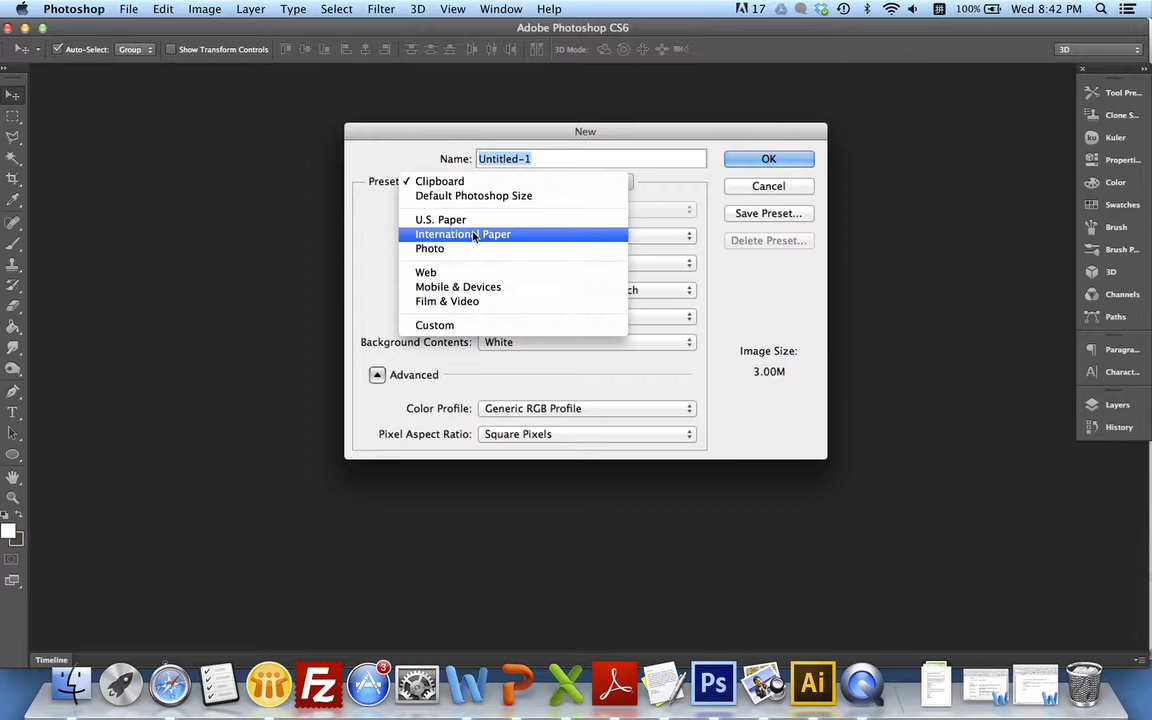 Photoshop File Edit Image Layer Type Select Filter 3D View Window Help 17 100% Wed 8:42 PM
Adobe Photoshop CS6
Auto-Select: Group Show Transform Controls 3D Mode: 3D
New
Name: Untitled-1 OK
Preset ✓ Clipboard Cancel
Default Photoshop Size
Save Preset...
U.S. Paper
International Paper Delete Preset...
Photo
Web
Mobile & Devices
Film & Video
Custom
Background Contents: White
Image Size:
3.00M
Advanced
Color Profile: Generic RGB Profile
Pixel Aspect Ratio: Square Pixels
Tool Pre...
Clone S...
Kuler
Properti...
Color
Swatches
Brush
Brush P...
3D
Channels
Paths
Paragra...
Charact...
Layers
History
Timeline
3
Fz
Ps
Ai